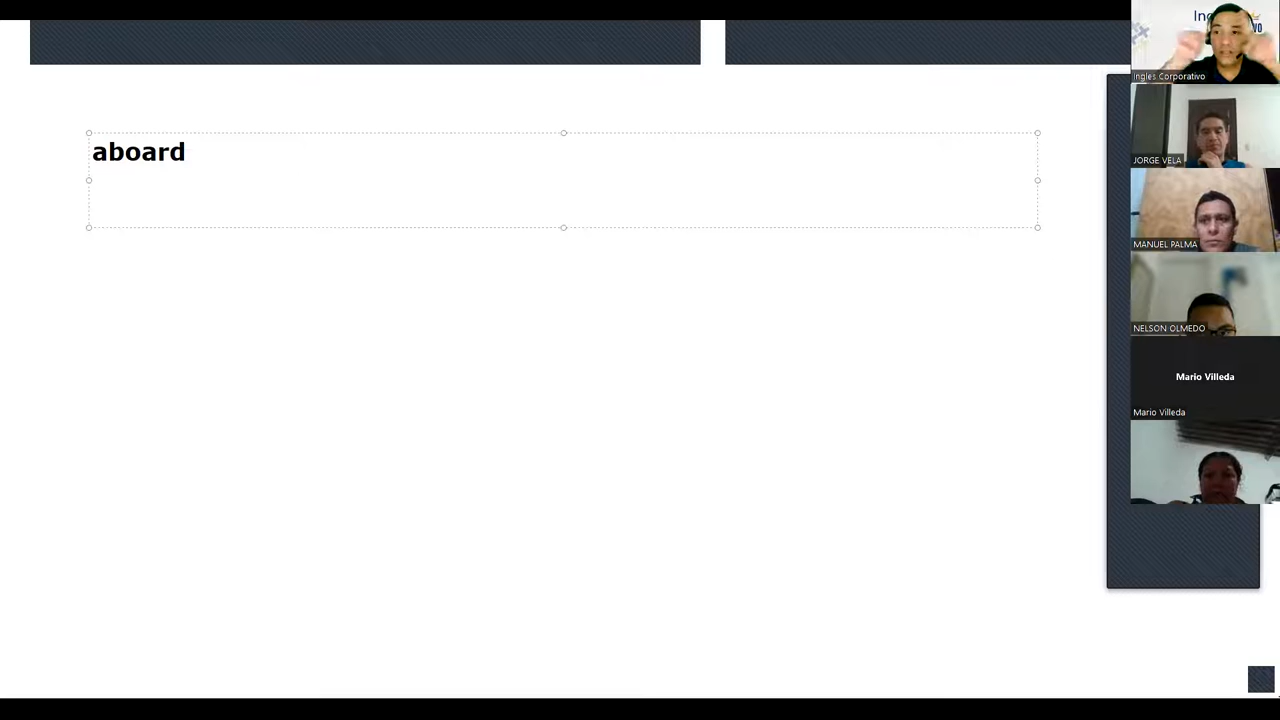 aboard
Ingles Corporativo
JORGE VELA
MANUEL PALMA
NELSON OLMEDO
Mario Villeda
Mario Villeda